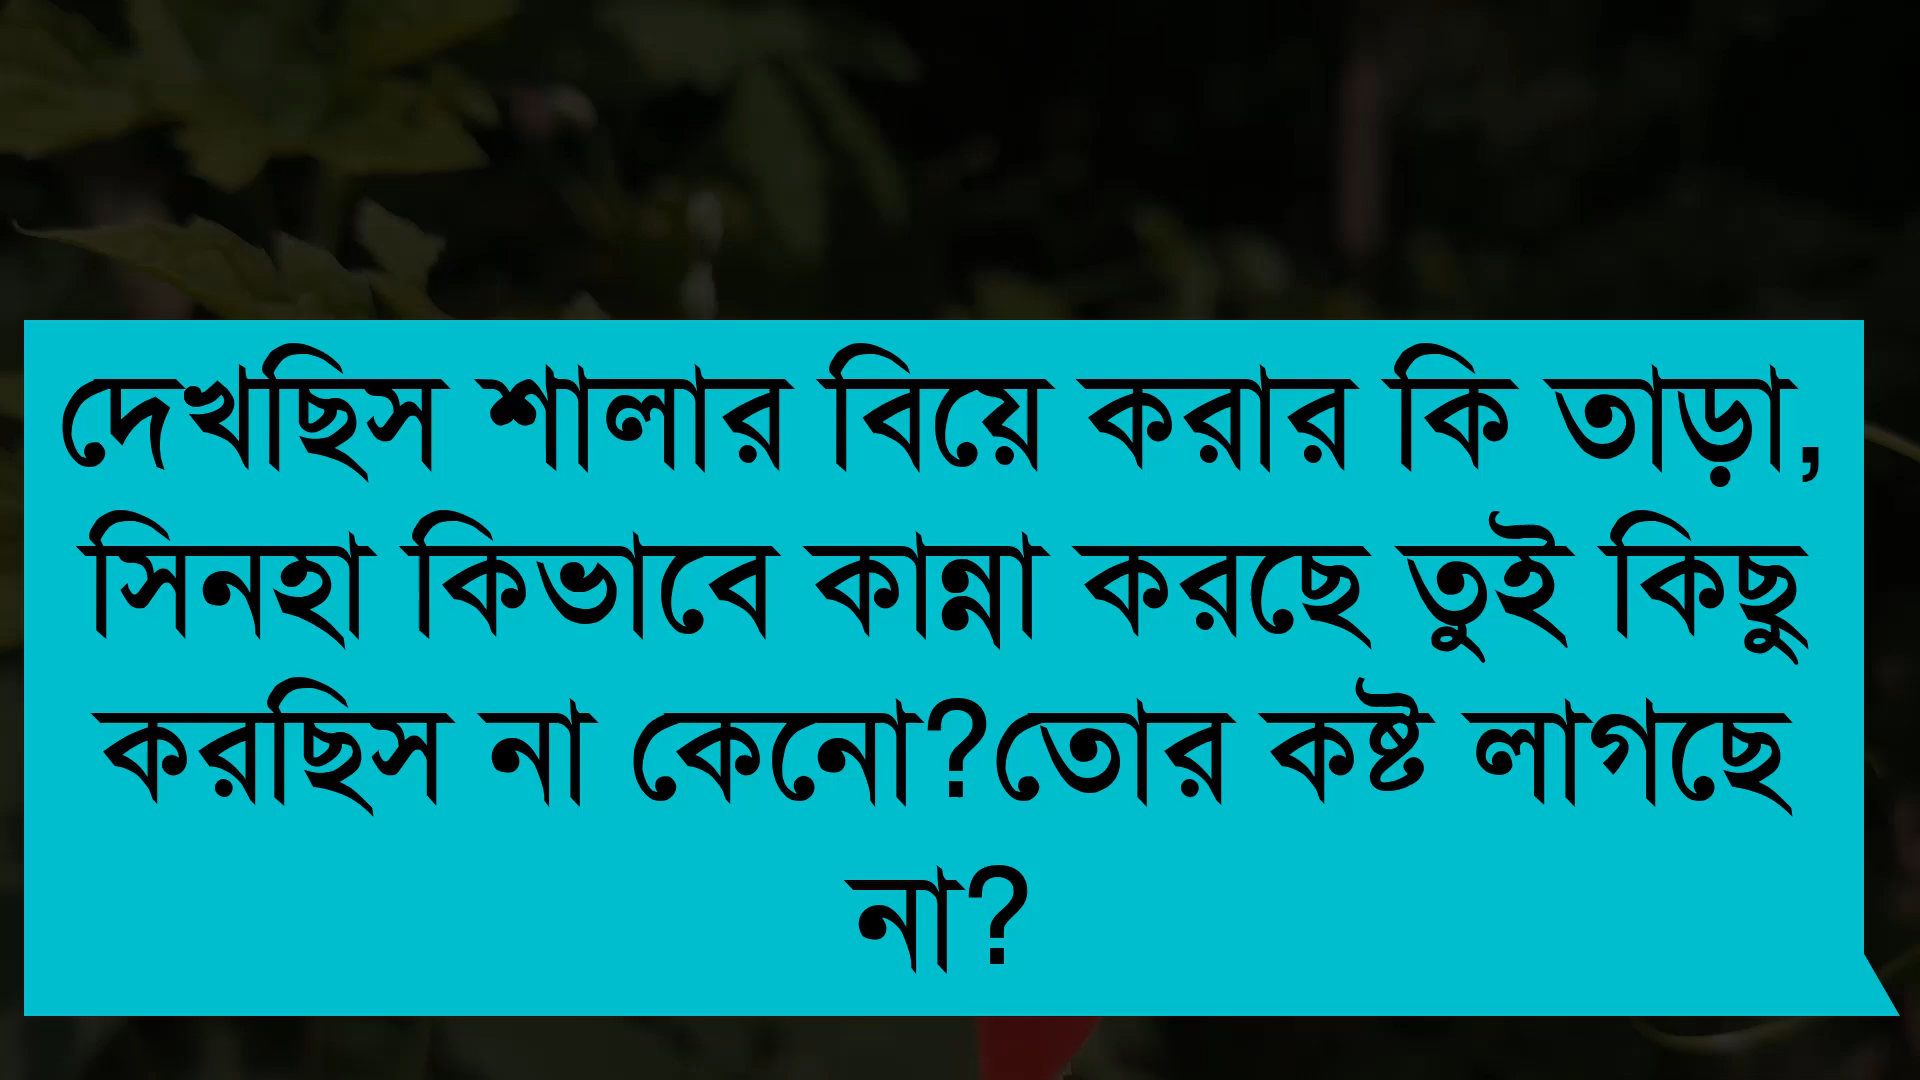 দেখছিস শালার বিয়ে করার কি তাড়া,
সিনহা কিভাবে কান্না করছে তুই কিছু
করছিস না কেনো?তোর কষ্ট লাগছে
না?